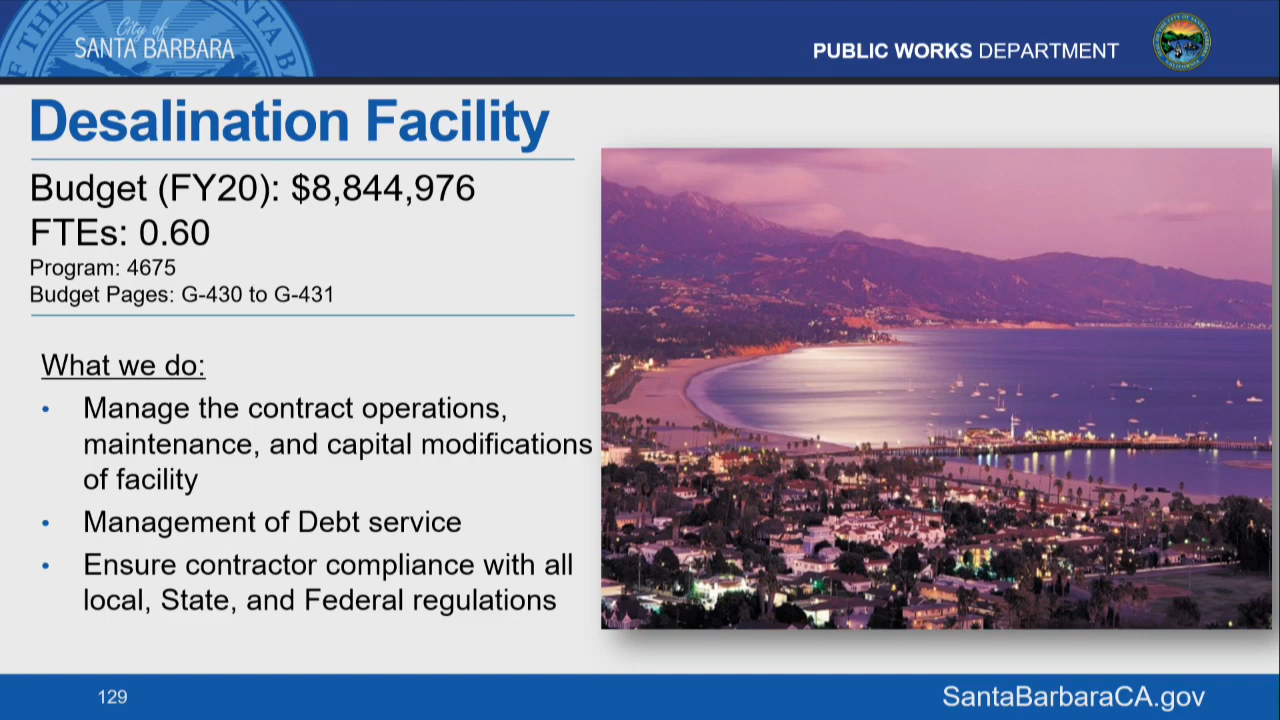 City of
SANTA BARBARA
PUBLIC WORKS DEPARTMENT
Desalination Facility
Budget (FY20): $8,844,976
FTEs: 0.60
Program: 4675
Budget Pages: G-430 to G-431
What we do:
• Manage the contract operations,
maintenance, and capital modifications
of facility
• Management of Debt service
• Ensure contractor compliance with all
local, State, and Federal regulations
129
SantaBarbaraCA.gov